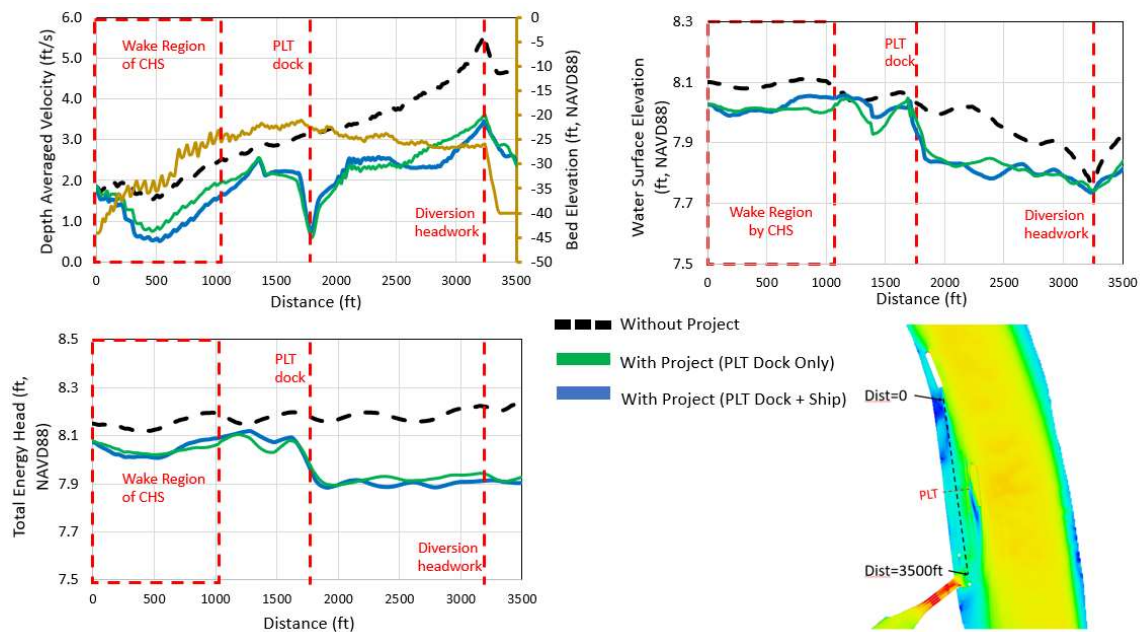 6.0
5.0
4.0
3.0
2.0
1.0
0.0
Depth Averaged Velocity (ft/s)
Wake Region
of CHS
PLT
dock
Diversion
headwork
0
-5
-10
-15
-20
-25
-30
-35
-40
-45
-50
Bed Elevation (ft, NAVD88)
0 500 1000 1500 2000 2500 3000 3500
Distance (ft)
8.3
8.1
7.9
7.7
7.5
Water Surface Elevation
(ft, NAVD88)
PLT
dock
Wake Region
by CHS
Diversion
headwork
0 500 1000 1500 2000 2500 3000 3500
Distance (ft)
8.5
8.3
8.1
7.9
7.7
7.5
Total Energy Head (ft,
NAVD88)
PLT
dock
Wake Region
of CHS
Diversion
headwork
0 500 1000 1500 2000 2500 3000 3500
Distance (ft)
Without Project
With Project (PLT Dock Only)
With Project (PLT Dock + Ship)
Dist=0
PLT
Dist=3500ft